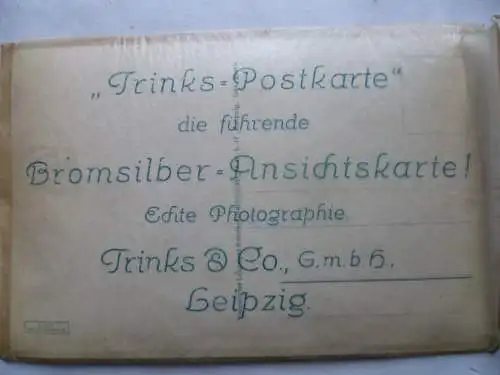 „Trinks=Postkarte“
die führende
Bromsilber=Ansichtskarte!
Echte Photographie.
Trinks & Co., G.m.b.H.,
Leipzig.